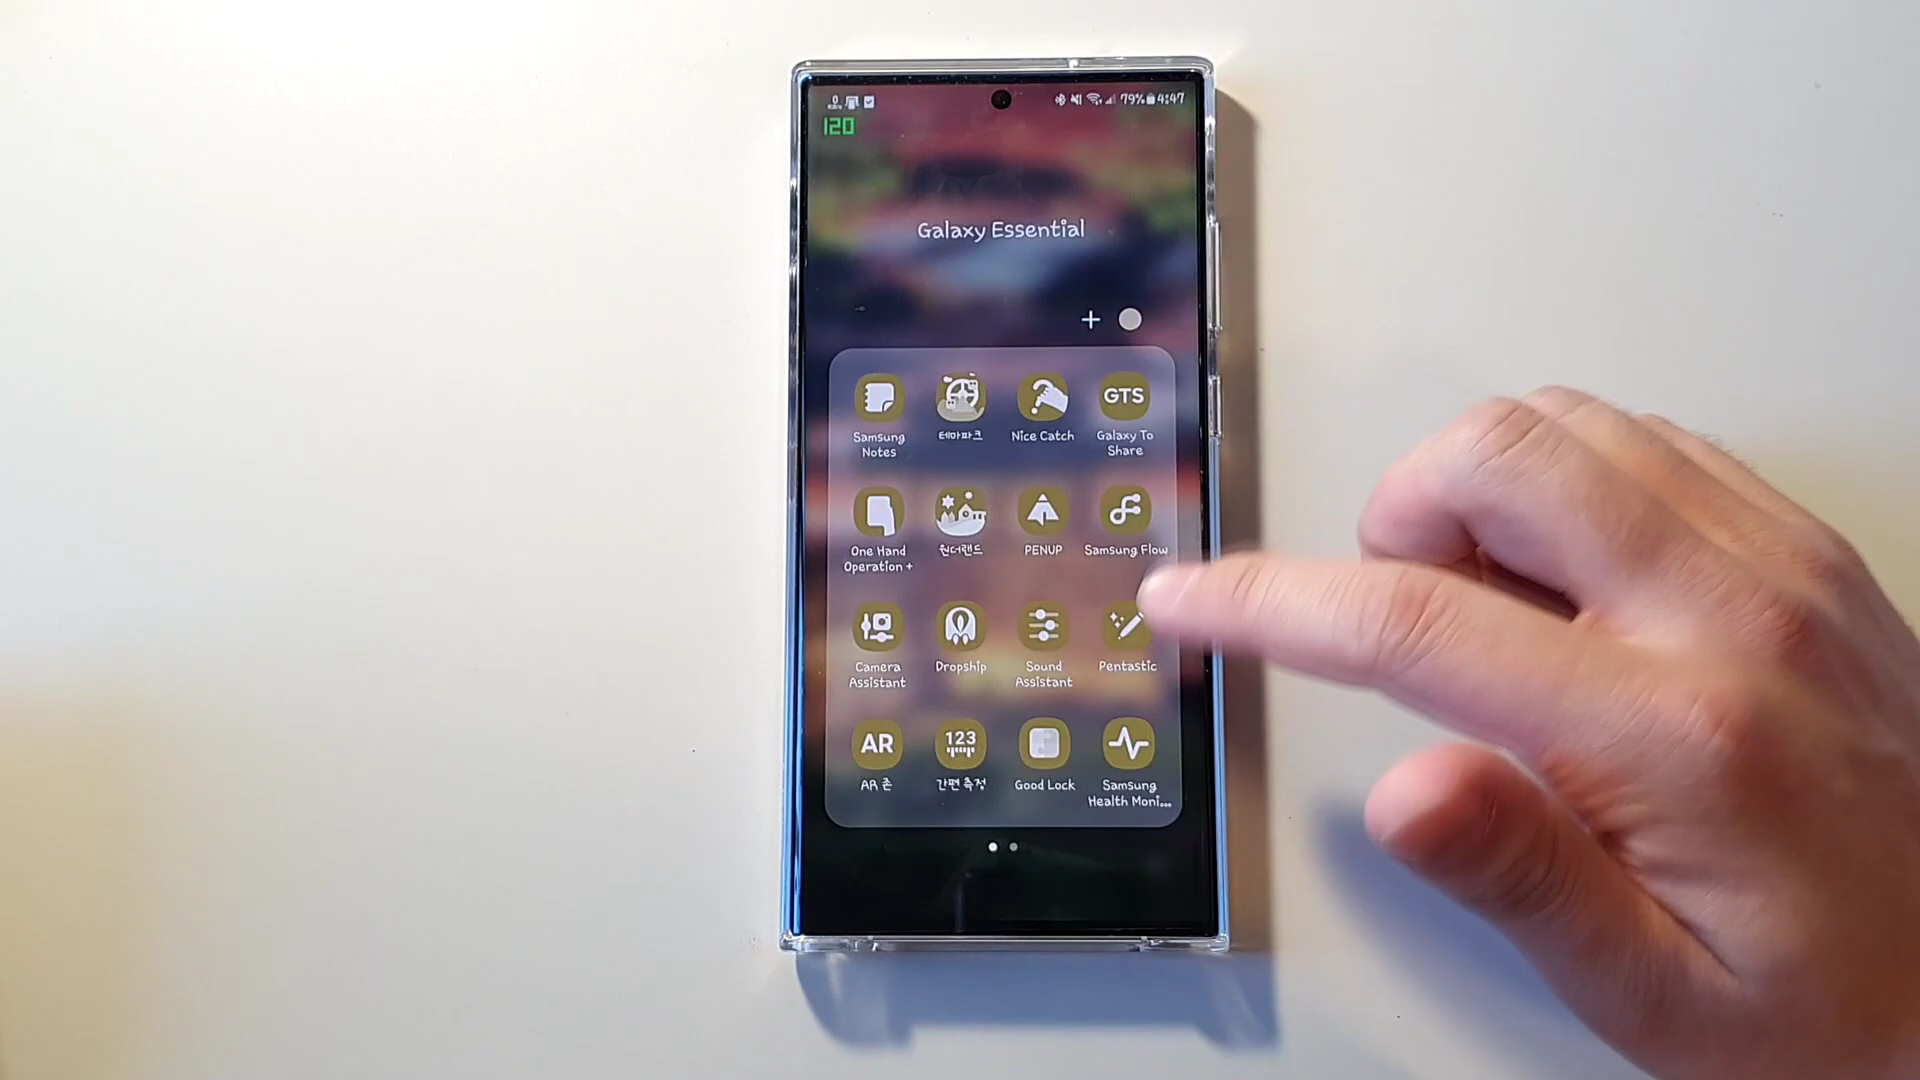 79% 4:47
120
Galaxy Essential
Samsung Notes
테마파크
Nice Catch
GTS
Galaxy To Share
One Hand Operation +
원더랜드
PENUP
Samsung Flow
Camera Assistant
Dropship
Sound Assistant
Pentastic
AR
AR 존
123
간편 측정
Good Lock
Samsung Health Moni...